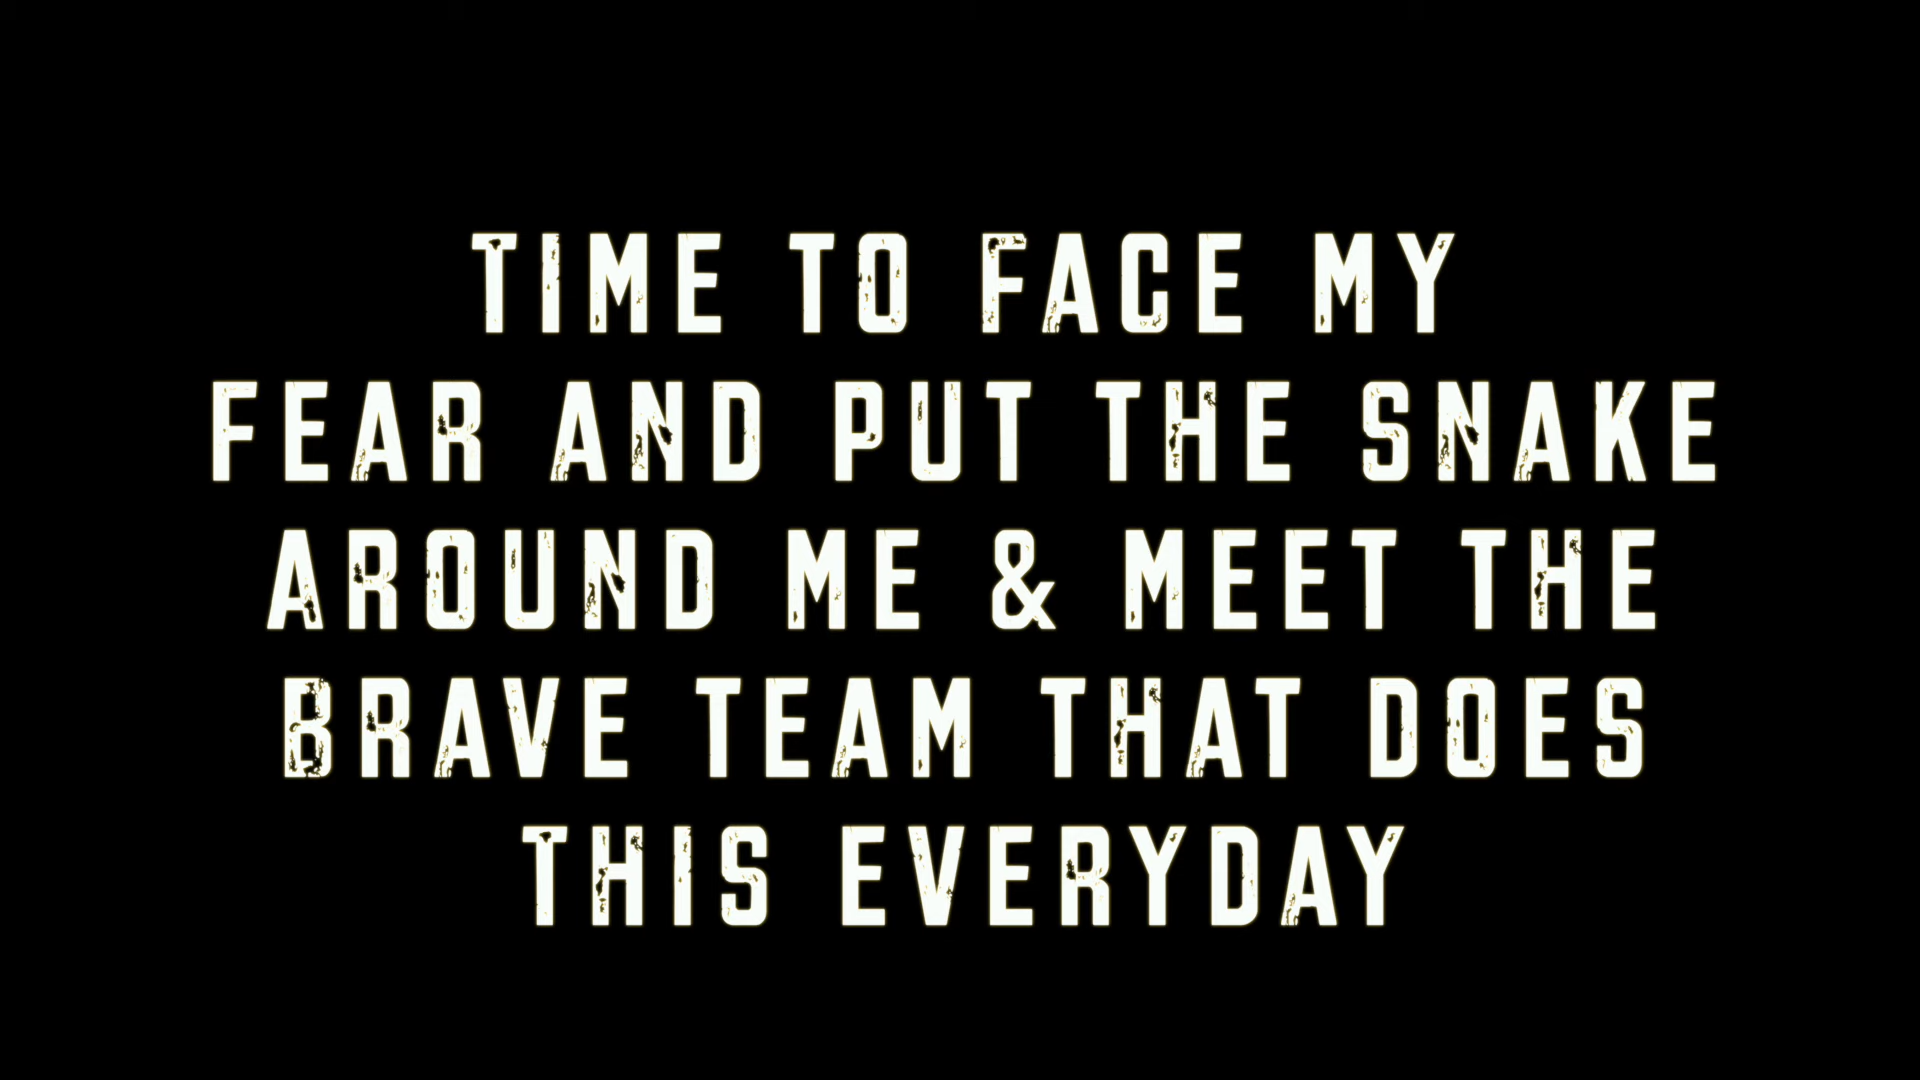 TIME TO FACE MY
FEAR AND PUT THE SNAKE
AROUND ME & MEET THE
BRAVE TEAM THAT DOES
THIS EVERYDAY